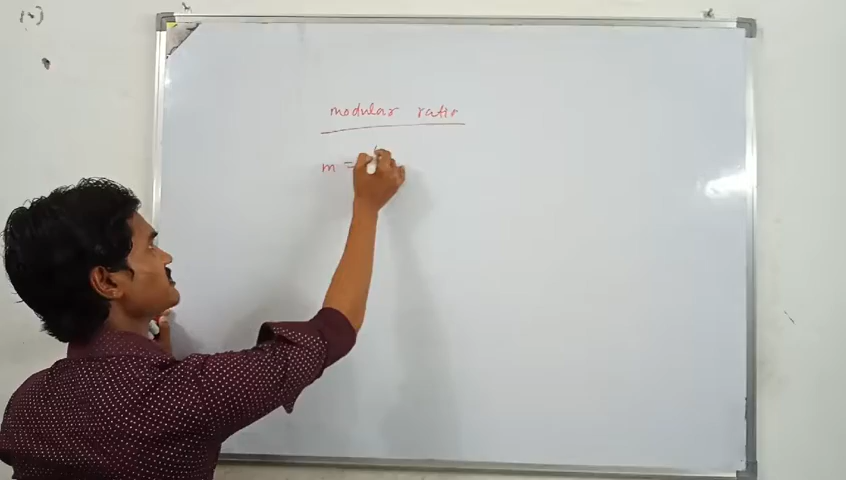 modular ratio
m =